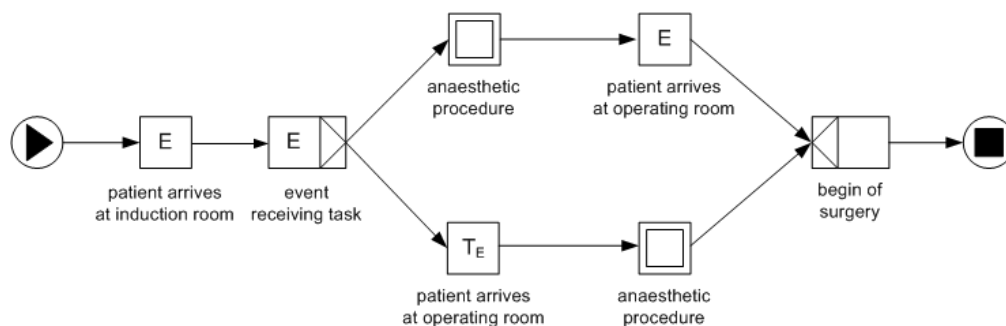 E
patient arrives
at induction room
E
event
receiving task
anaesthetic
procedure
E
patient arrives
at operating room
TE
patient arrives
at operating room
anaesthetic
procedure
begin of
surgery